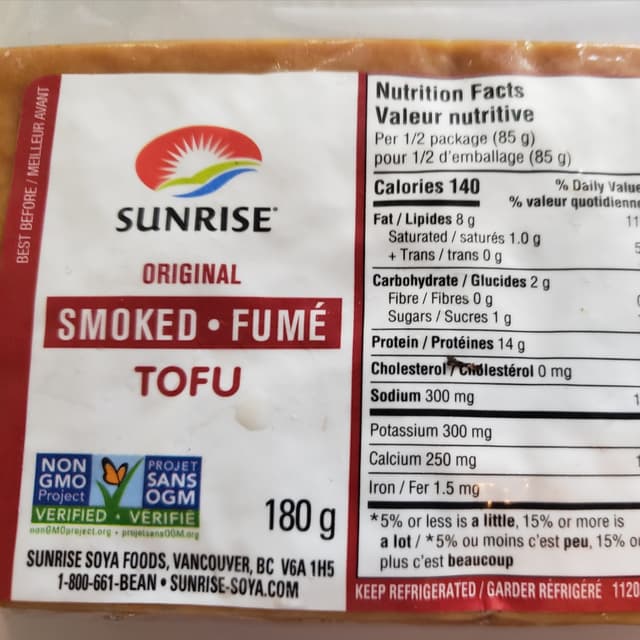 BEST BEFORE / MEILLEUR AVANT
SUNRISE
ORIGINAL
SMOKED • FUMÉ
TOFU
NON
GMO
Project
PROJET
SANS
OGM
VERIFIED • VÉRIFIÉ
nonGMOproject.org • projetsansOGM.org
180 g
SUNRISE SOYA FOODS, VANCOUVER, BC V6A 1H5
1-800-661-BEAN • SUNRISE-SOYA.COM
Nutrition Facts
Valeur nutritive
Per 1/2 package (85 g)
pour 1/2 d'emballage (85 g)
Calories 140
% Daily Value
% valeur quotidienne
Fat / Lipides 8 g 11
Saturated / saturés 1.0 g
+ Trans / trans 0 g
Carbohydrate / Glucides 2 g
Fibre / Fibres 0 g
Sugars / Sucres 1 g
Protein / Protéines 14 g
Cholesterol / Cholestérol 0 mg
Sodium 300 mg
Potassium 300 mg
Calcium 250 mg
Iron / Fer 1.5 mg
*5% or less is a little, 15% or more is
a lot / *5% ou moins c'est peu, 15% ou
plus c'est beaucoup
KEEP REFRIGERATED / GARDER RÉFRIGÉRÉ 1120